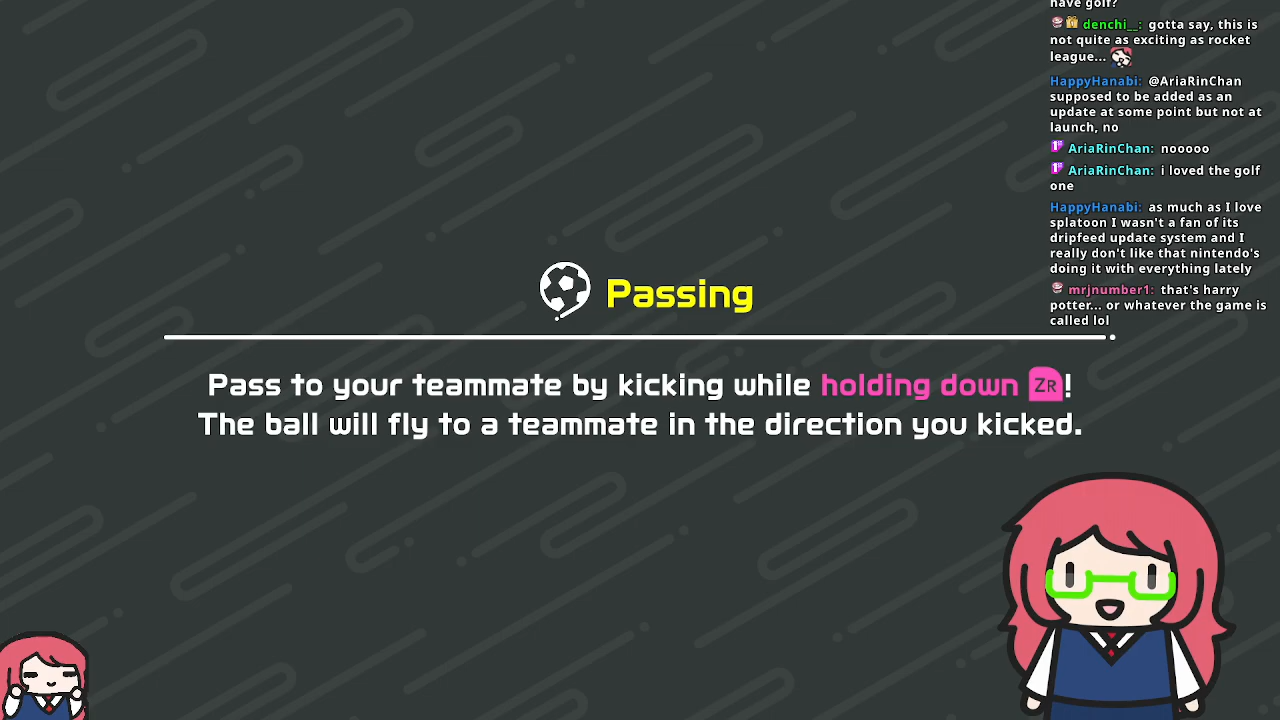 have golf?
denchi__: gotta say, this is
not quite as exciting as rocket
league...
HappyHanabi: @AriaRinChan
supposed to be added as an
update at some point but not at
launch, no
AriaRinChan: nooooo
AriaRinChan: i loved the golf
one
HappyHanabi: as much as I love
splatoon I wasn't a fan of its
dripfeed update system and I
really don't like that nintendo's
doing it with everything lately
mrjnumber1: that's harry
potter... or whatever the game is
called lol
Passing
Pass to your teammate by kicking while holding down ZR!
The ball will fly to a teammate in the direction you kicked.